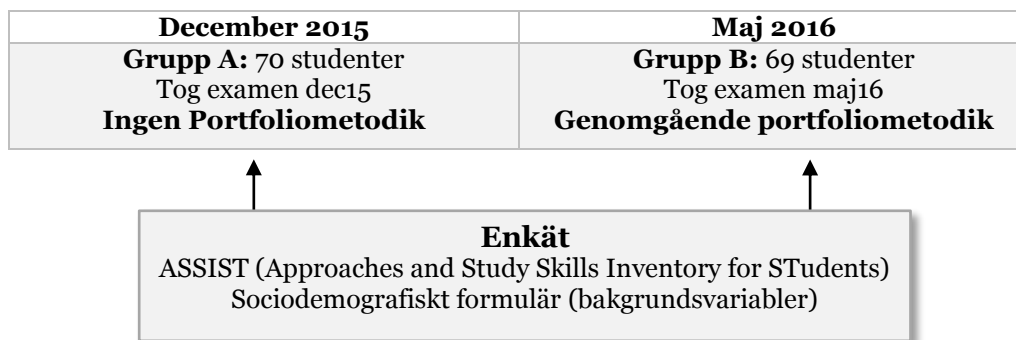 December 2015
Maj 2016
Grupp A: 70 studenter
Tog examen dec15
Ingen Portfoliometodik
Grupp B: 69 studenter
Tog examen maj16
Genomgående portfoliometodik
Enkät
ASSIST (Approaches and Study Skills Inventory for STudents)
Sociodemografiskt formulär (bakgrundsvariabler)